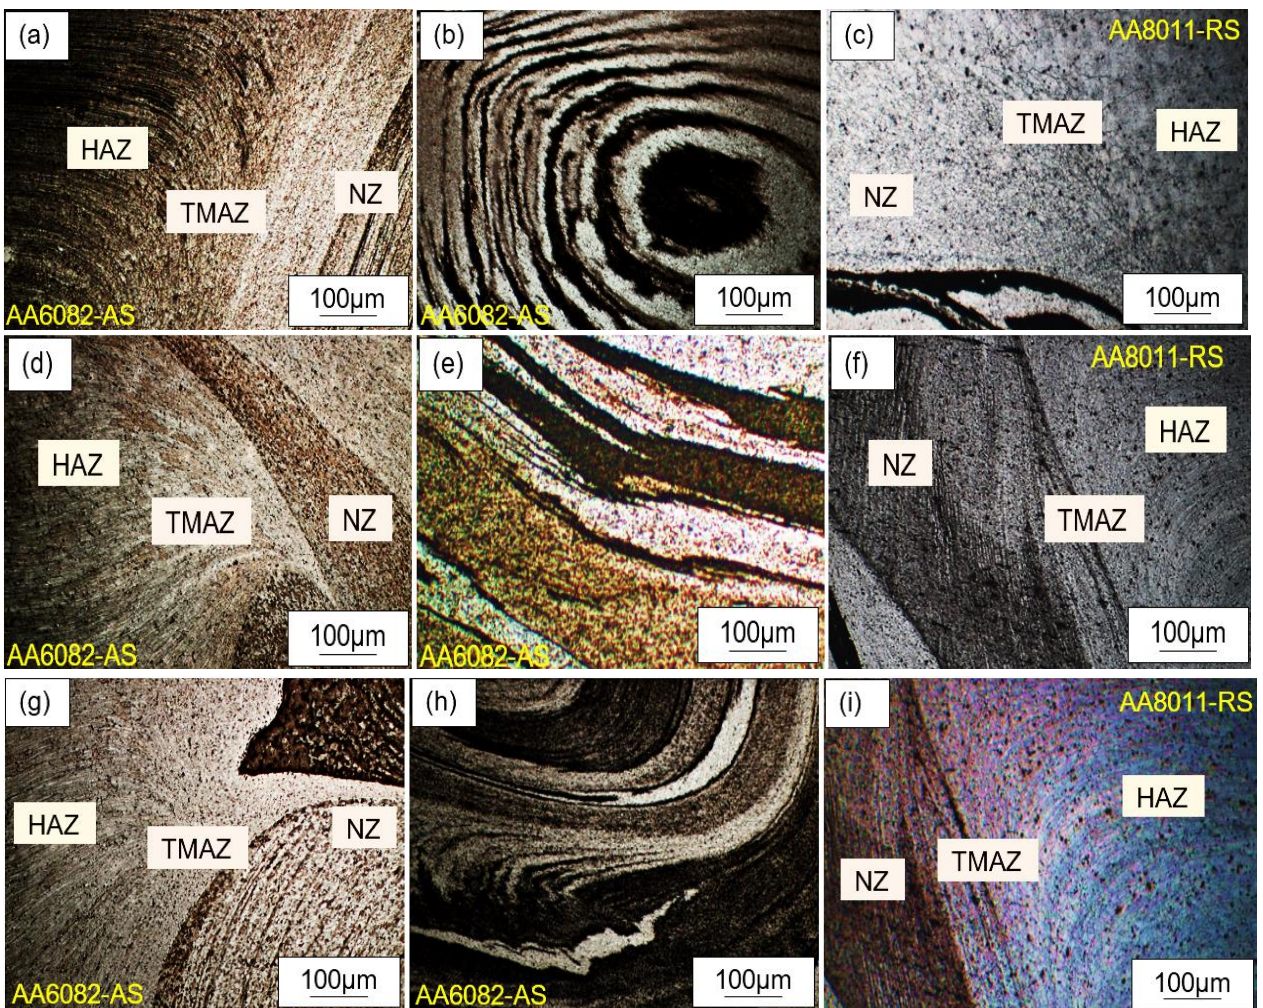 (a)
HAZ
TMAZ
NZ
100µm
AA6082-AS
(b)
100µm
AA6082-AS
(c)
AA8011-RS
TMAZ
HAZ
NZ
100µm
(d)
HAZ
TMAZ
NZ
100µm
AA6082-AS
(e)
100µm
AA6082-AS
(f)
AA8011-RS
HAZ
NZ
TMAZ
100µm
(g)
HAZ
NZ
TMAZ
100µm
AA6082-AS
(h)
100µm
AA6082-AS
(i)
AA8011-RS
HAZ
TMAZ
NZ
100µm